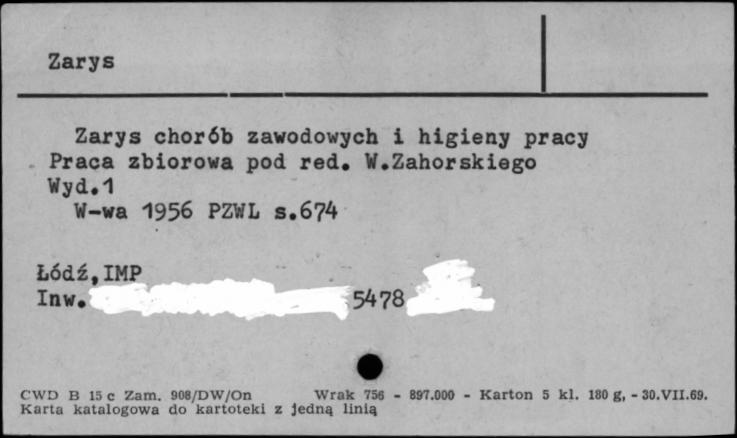 Zarys
Zarys chorób zawodowych i higieny pracy
Praca zbiorowa pod red. W.Zahorskiego
Wyd.1
W-wa 1956 PZWL s.674
Łódź,IMP
Inw. 5478
CWD B 15 c Zam. 908/DW/On Wrak 756 - 897.000 - Karton 5 kl. 180 g, - 30.VII.69.
Karta katalogowa do kartoteki z jedną linią